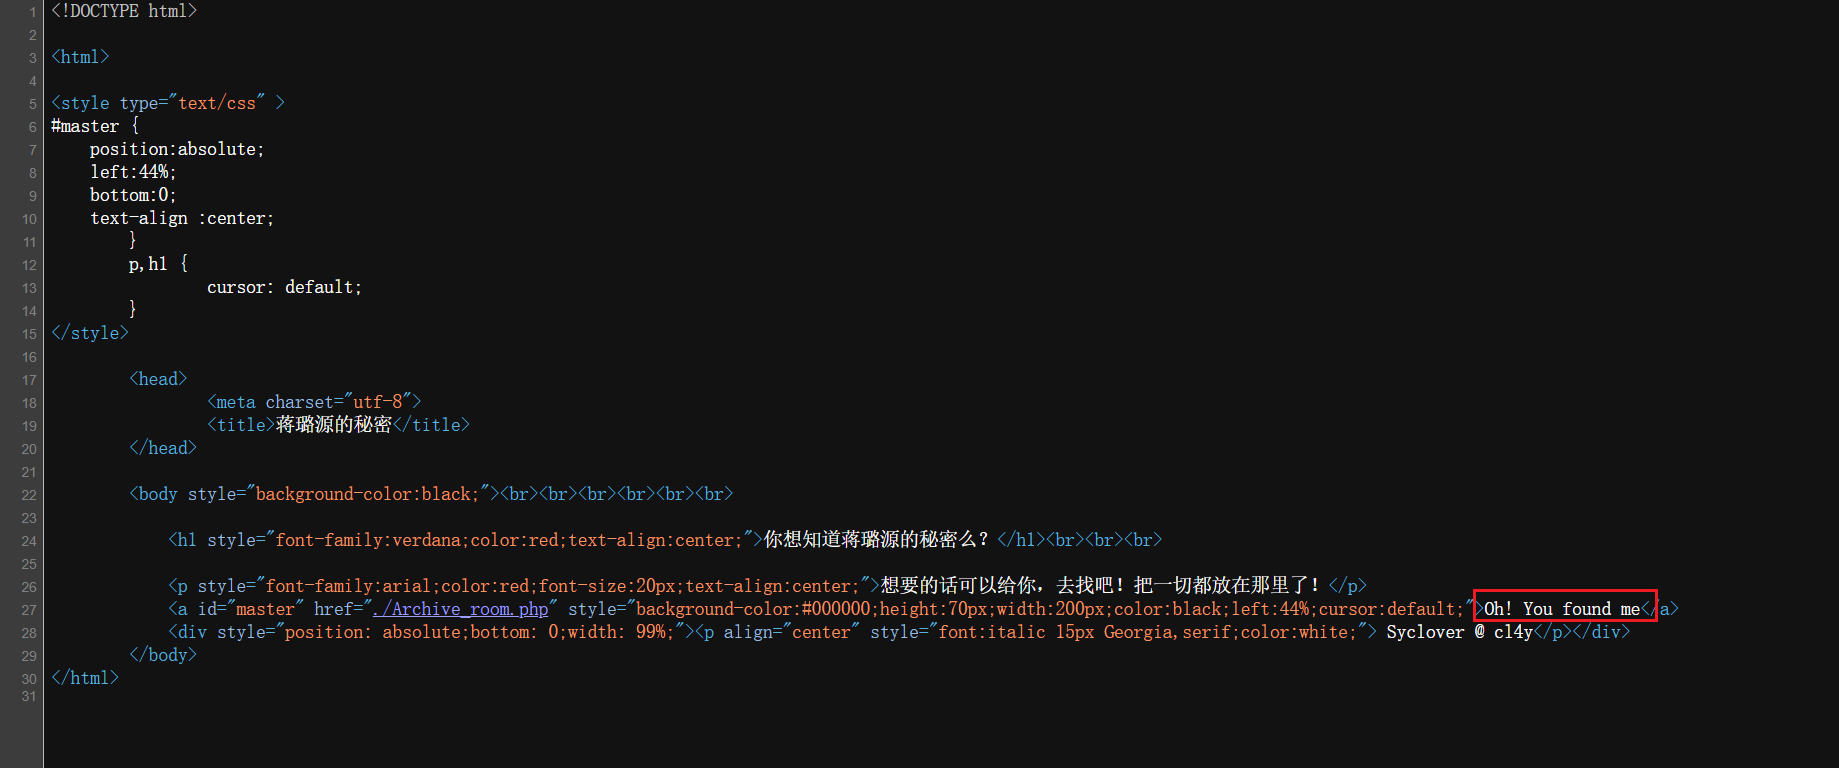 1 <!DOCTYPE html>
2
3 <html>
4
5 <style type="text/css" >
6 #master {
7 position:absolute;
8 left:44%;
9 bottom:0;
10 text-align :center;
11 }
12 p,h1 {
13 cursor: default;
14 }
15 </style>
16
17 <head>
18 <meta charset="utf-8">
19 <title>蒋璐源的秘密</title>
20 </head>
21
22 <body style="background-color:black;"><br><br><br><br><br><br>
23
24 <h1 style="font-family:verdana;color:red;text-align:center;">你想知道蒋璐源的秘密么？</h1><br><br><br>
25
26 <p style="font-family:arial;color:red;font-size:20px;text-align:center;">想要的话可以给你，去找吧！把一切都放在那里了！</p>
27 <a id="master" href="./Archive_room.php" style="background-color:#000000;height:70px;width:200px;color:black;left:44%;cursor:default;">Oh! You found me</a>
28 <div style="position: absolute;bottom: 0;width: 99%;"><p align="center" style="font:italic 15px Georgia,serif;color:white;"> Syclover @ cl4y</p></div>
29 </body>
30 </html>
31